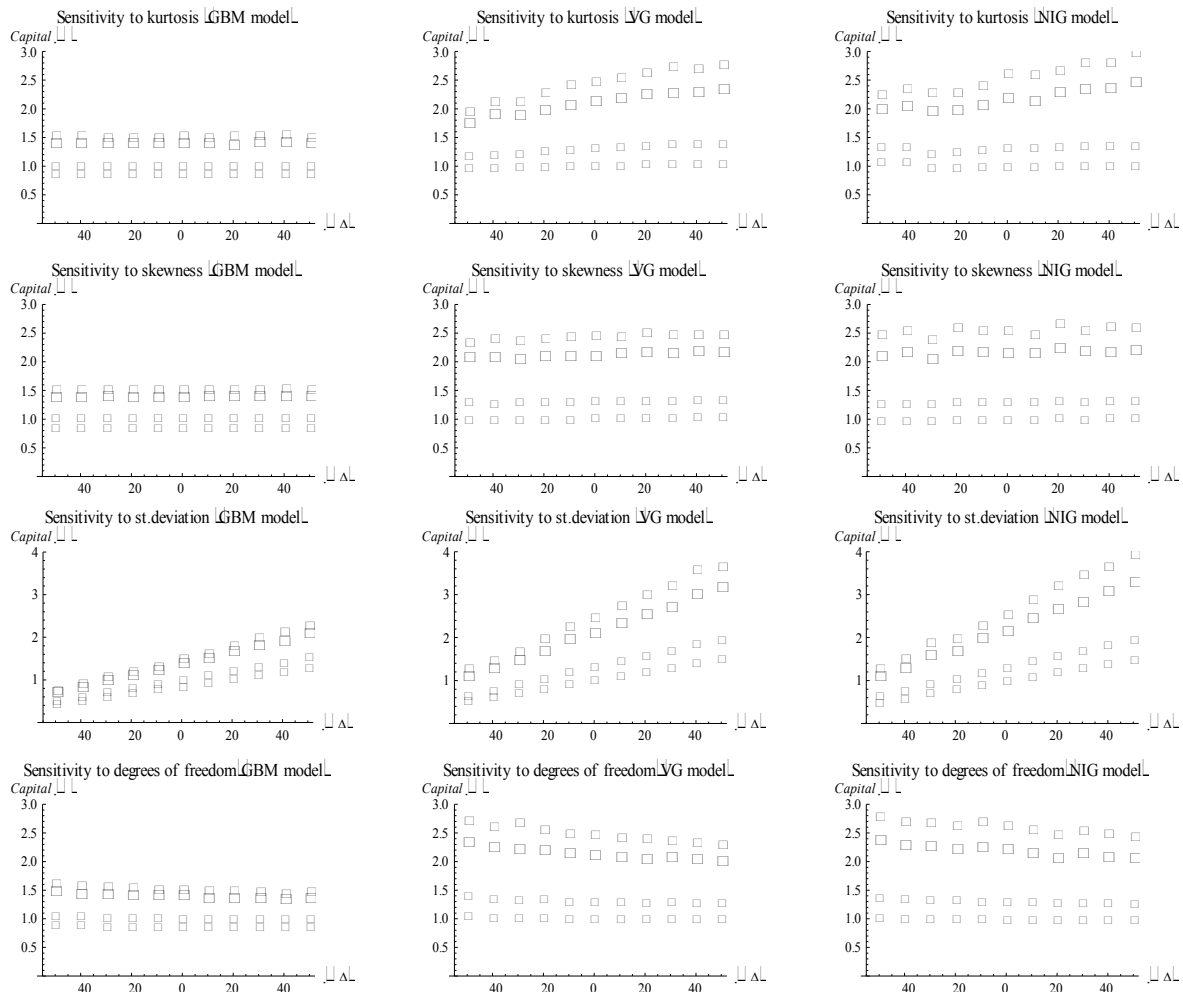 Sensitivity to kurtosis GBM model
Capital
3.0
2.5
2.0
1.5
1.0
0.5
40 20 0 20 40
Δ
Sensitivity to kurtosis VG model
Capital
3.0
2.5
2.0
1.5
1.0
0.5
40 20 0 20 40
Δ
Sensitivity to kurtosis NIG model
Capital
3.0
2.5
2.0
1.5
1.0
0.5
40 20 0 20 40
Δ
Sensitivity to skewness GBM model
Capital
3.0
2.5
2.0
1.5
1.0
0.5
40 20 0 20 40
Δ
Sensitivity to skewness VG model
Capital
3.0
2.5
2.0
1.5
1.0
0.5
40 20 0 20 40
Δ
Sensitivity to skewness NIG model
Capital
3.0
2.5
2.0
1.5
1.0
0.5
40 20 0 20 40
Δ
Sensitivity to st.deviation GBM model
Capital
4
3
2
1
40 20 0 20 40
Δ
Sensitivity to st.deviation VG model
Capital
4
3
2
1
40 20 0 20 40
Δ
Sensitivity to st.deviation NIG model
Capital
4
3
2
1
40 20 0 20 40
Δ
Sensitivity to degrees of freedom GBM model
Capital
3.0
2.5
2.0
1.5
1.0
0.5
40 20 0 20 40
Δ
Sensitivity to degrees of freedom VG model
Capital
3.0
2.5
2.0
1.5
1.0
0.5
40 20 0 20 40
Δ
Sensitivity to degrees of freedom NIG model
Capital
3.0
2.5
2.0
1.5
1.0
0.5
40 20 0 20 40
Δ